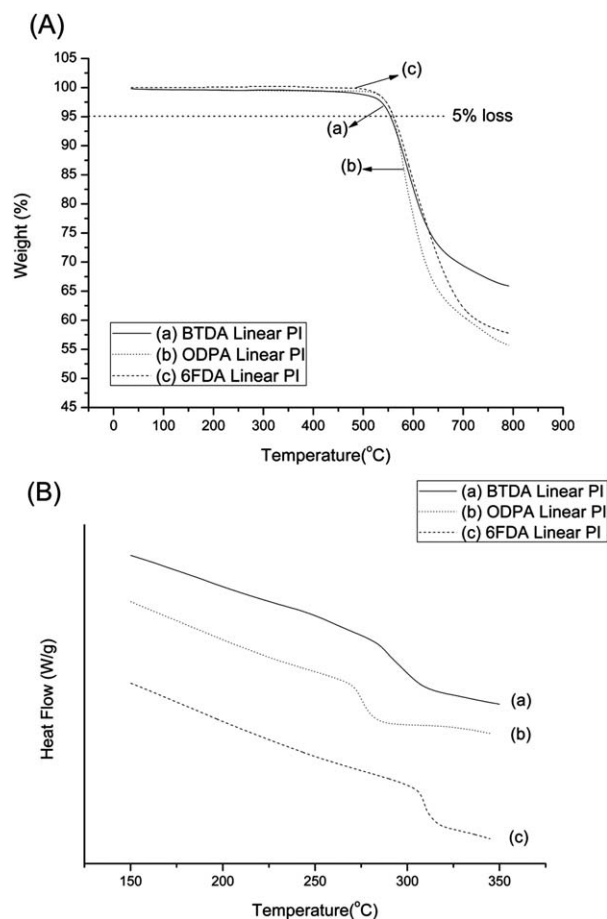 (A)
105
100
95
90
85
80
75
70
65
60
55
50
45
Weight (%)
(c)
(a)
5% loss
(b)
(a) BTDA Linear PI
(b) ODPA Linear PI
(c) 6FDA Linear PI
0 100 200 300 400 500 600 700 800 900
Temperature(°C)
(B)
(a) BTDA Linear PI
(b) ODPA Linear PI
(c) 6FDA Linear PI
Heat Flow (W/g)
(a)
(b)
(c)
150 200 250 300 350
Temperature(°C)